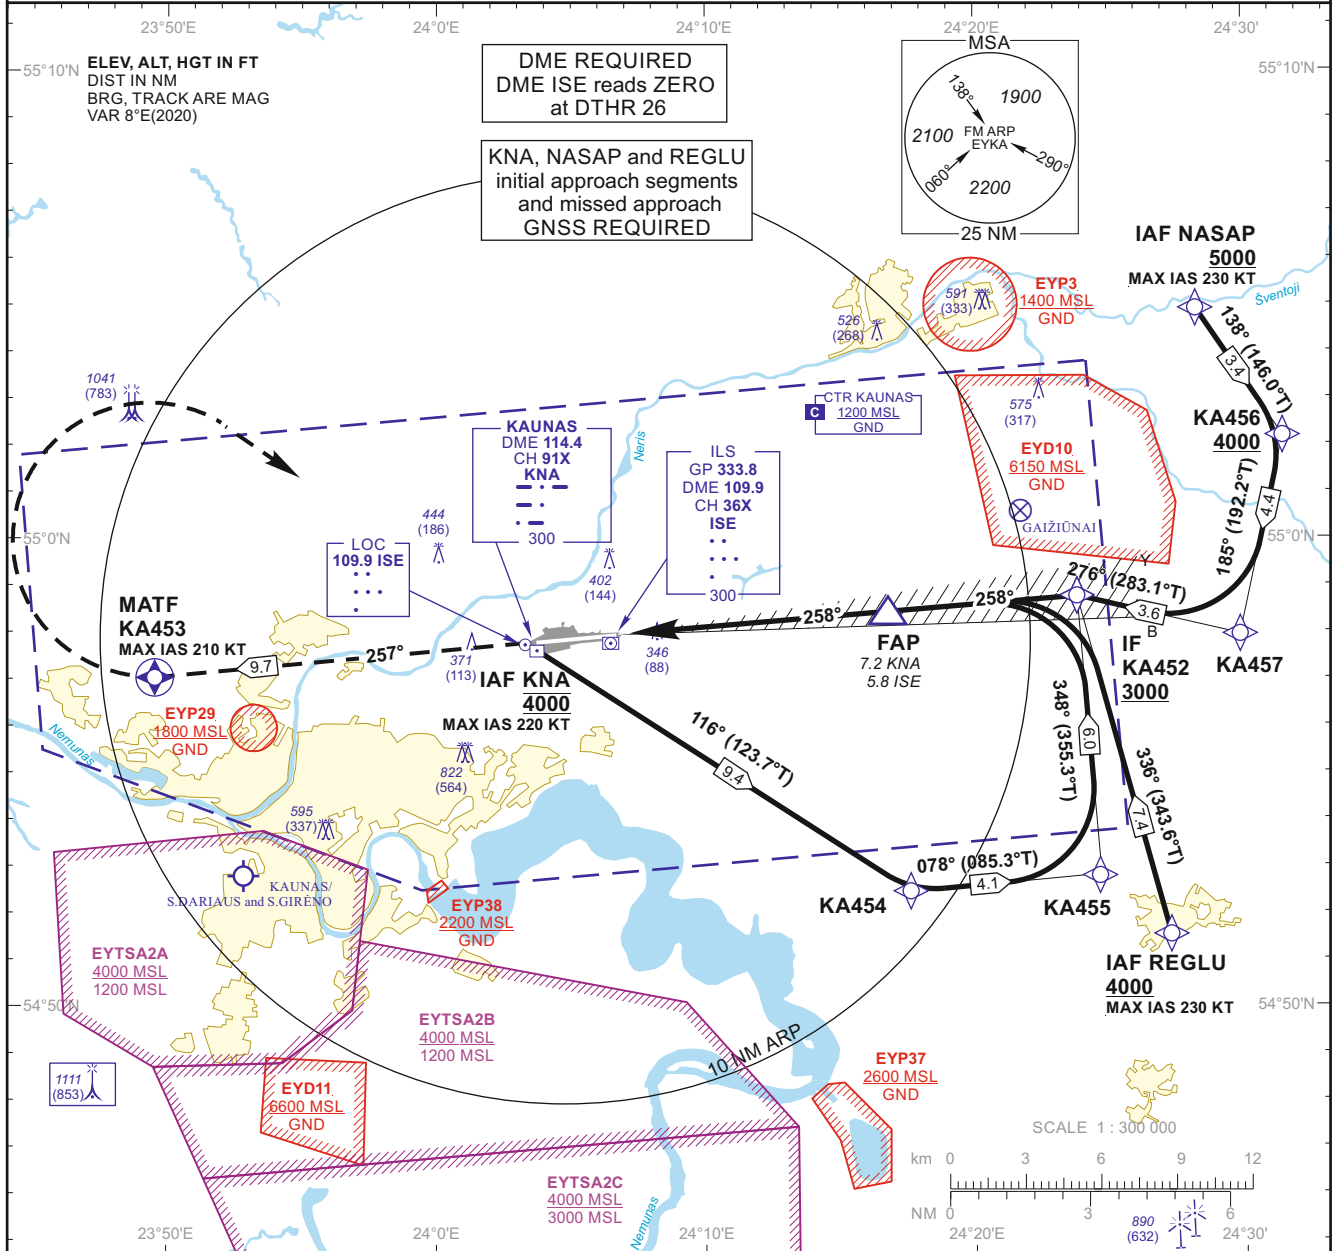 23°50'E
24°0'E
24°10'E
24°20'E
24°30'E
55°10'N
55°10'N
ELEV, ALT, HGT IN FT
DIST IN NM
BRG, TRACK ARE MAG
VAR 8°E(2020)
DME REQUIRED
DME ISE reads ZERO
at DTHR 26
KNA, NASAP and REGLU
initial approach segments
and missed approach
GNSS REQUIRED
MSA
138°
1900
2100
FM ARP
EYKA
060°
290°
2200
25 NM
IAF NASAP
5000
MAX IAS 230 KT
Šventoji
EYP3
1400 MSL
GND
591
(333)
526
(268)
138° (146.0°T)
3.4
1041
(783)
CTR KAUNAS
C
1200 MSL
GND
575
(317)
KA456
4000
KAUNAS
DME 114.4
CH 91X
KNA
300
Neris
ILS
GP 333.8
DME 109.9
CH 36X
ISE
300
EYD10
6150 MSL
GND
GAIŽIŪNAI
4.4
185° (192.2°T)
444
(186)
55°0'N
55°0'N
LOC
109.9 ISE
402
(144)
Y
276° (283.1°T)
3.6
B
MATF
KA453
MAX IAS 210 KT
258°
258°
9.7
257°
371
(113)
346
(88)
FAP
7.2 KNA
5.8 ISE
IF
KA452
3000
KA457
IAF KNA
4000
MAX IAS 220 KT
EYP29
1800 MSL
GND
Nemunas
116° (123.7°T)
9.4
348° (355.3°T)
6.0
336° (343.6°T)
7.4
822
(564)
595
(337)
078° (085.3°T)
4.1
KAUNAS/
S.DARIAUS and S.GIRĖNO
EYP38
2200 MSL
GND
KA454
KA455
EYTSA2A
4000 MSL
1200 MSL
IAF REGLU
4000
MAX IAS 230 KT
54°50'N
54°50'N
EYTSA2B
4000 MSL
1200 MSL
10 NM ARP
1111
(853)
EYD11
6600 MSL
GND
EYP37
2600 MSL
GND
SCALE 1 : 300 000
km 0 3 6 9 12
NM 0 3 6
EYTSA2C
4000 MSL
3000 MSL
Nemunas
890
(632)
23°50'E
24°0'E
24°10'E
24°20'E
24°30'